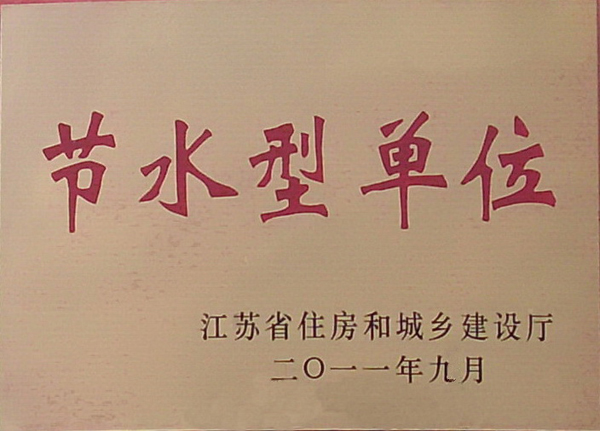 节水型单位
江苏省住房和城乡建设厅
二〇一一年九月